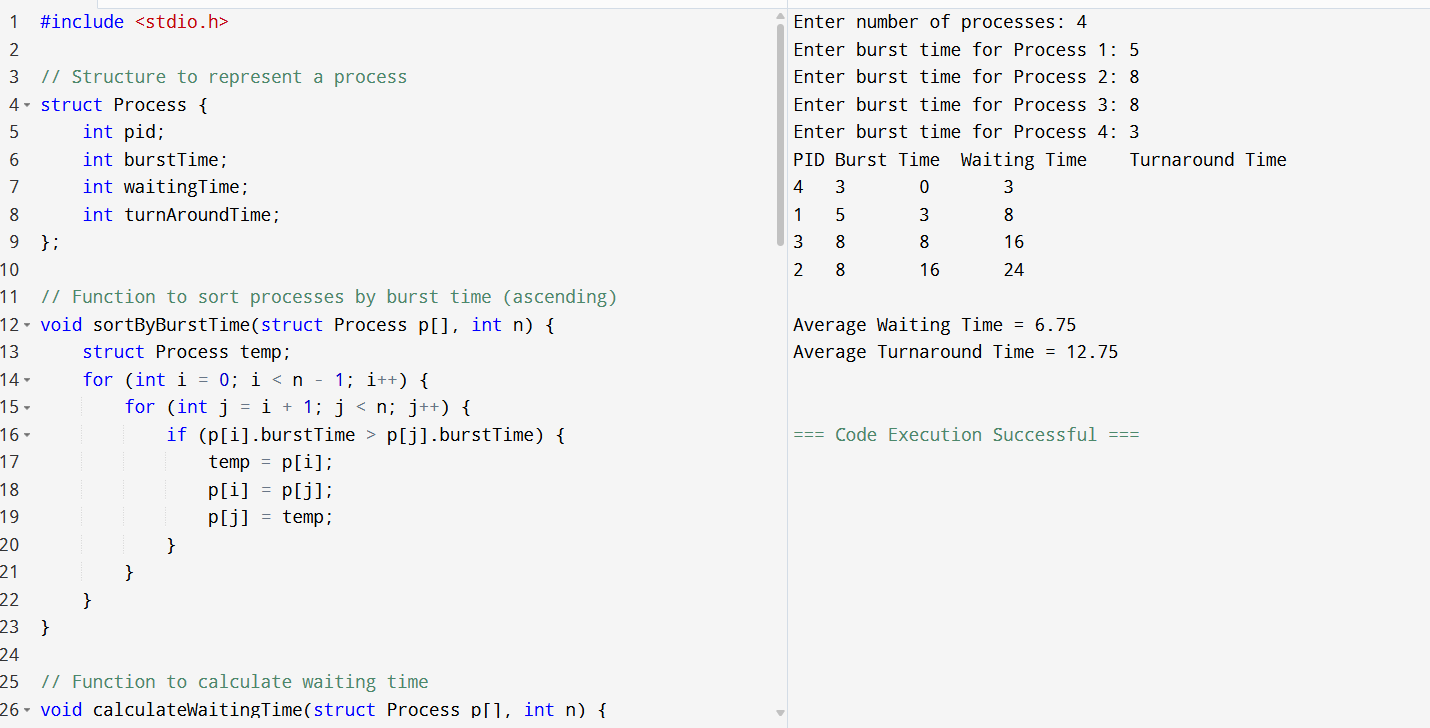 1 #include <stdio.h>
2
3 // Structure to represent a process
4 struct Process {
5     int pid;
6     int burstTime;
7     int waitingTime;
8     int turnAroundTime;
9 };
10
11 // Function to sort processes by burst time (ascending)
12 void sortByBurstTime(struct Process p[], int n) {
13     struct Process temp;
14     for (int i = 0; i < n - 1; i++) {
15         for (int j = i + 1; j < n; j++) {
16             if (p[i].burstTime > p[j].burstTime) {
17                 temp = p[i];
18                 p[i] = p[j];
19                 p[j] = temp;
20             }
21         }
22     }
23 }
24
25 // Function to calculate waiting time
26 void calculateWaitingTime(struct Process p[], int n) {
Enter number of processes: 4
Enter burst time for Process 1: 5
Enter burst time for Process 2: 8
Enter burst time for Process 3: 8
Enter burst time for Process 4: 3
PID Burst Time  Waiting Time    Turnaround Time
4   3       0       3
1   5       3       8
3   8       8       16
2   8       16      24
Average Waiting Time = 6.75
Average Turnaround Time = 12.75
=== Code Execution Successful ===